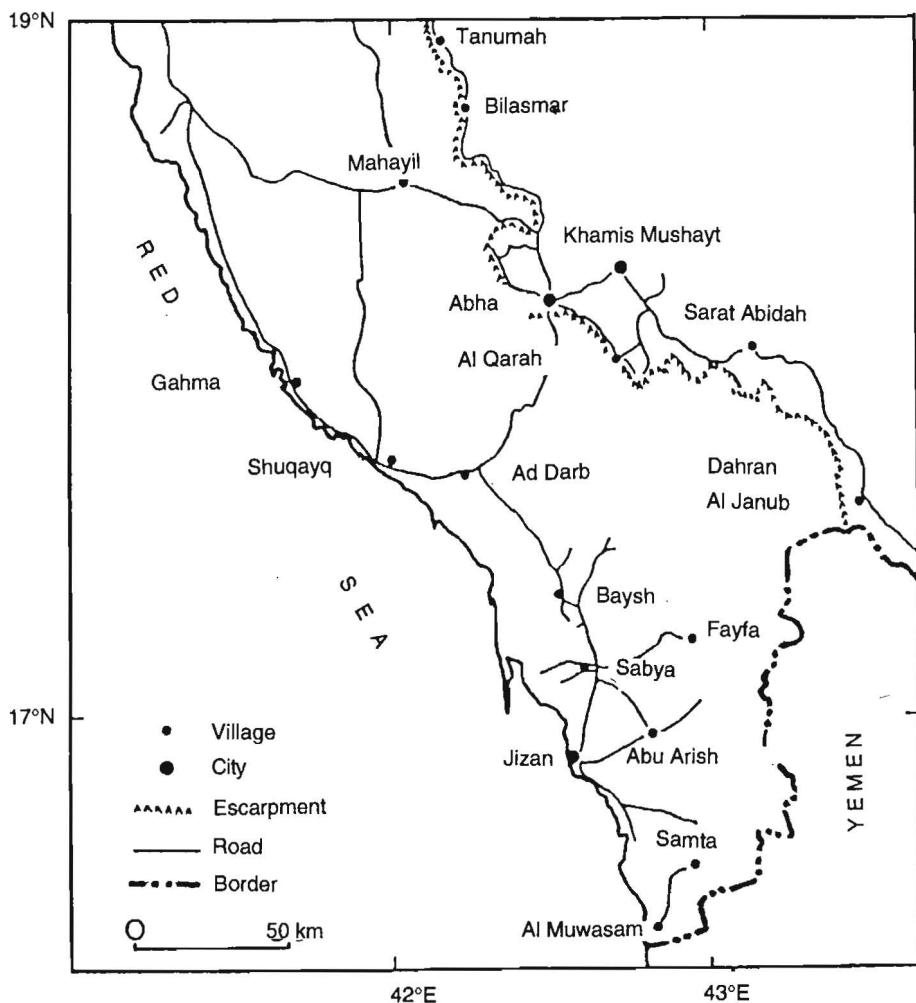 19°N
Tanumah
Bilasmar
Mahayil
Khamis Mushayt
RED
Abha
Sarat Abidah
Al Qarah
Gahma
Shuqayq
Ad Darb
Dahran
Al Janub
SEA
Baysh
Fayfa
Sabya
17°N
Village
City
Jizan
Abu Arish
YEMEN
Escarpment
Road
Samta
Border
0 50 km
Al Muwasam
42°E
43°E